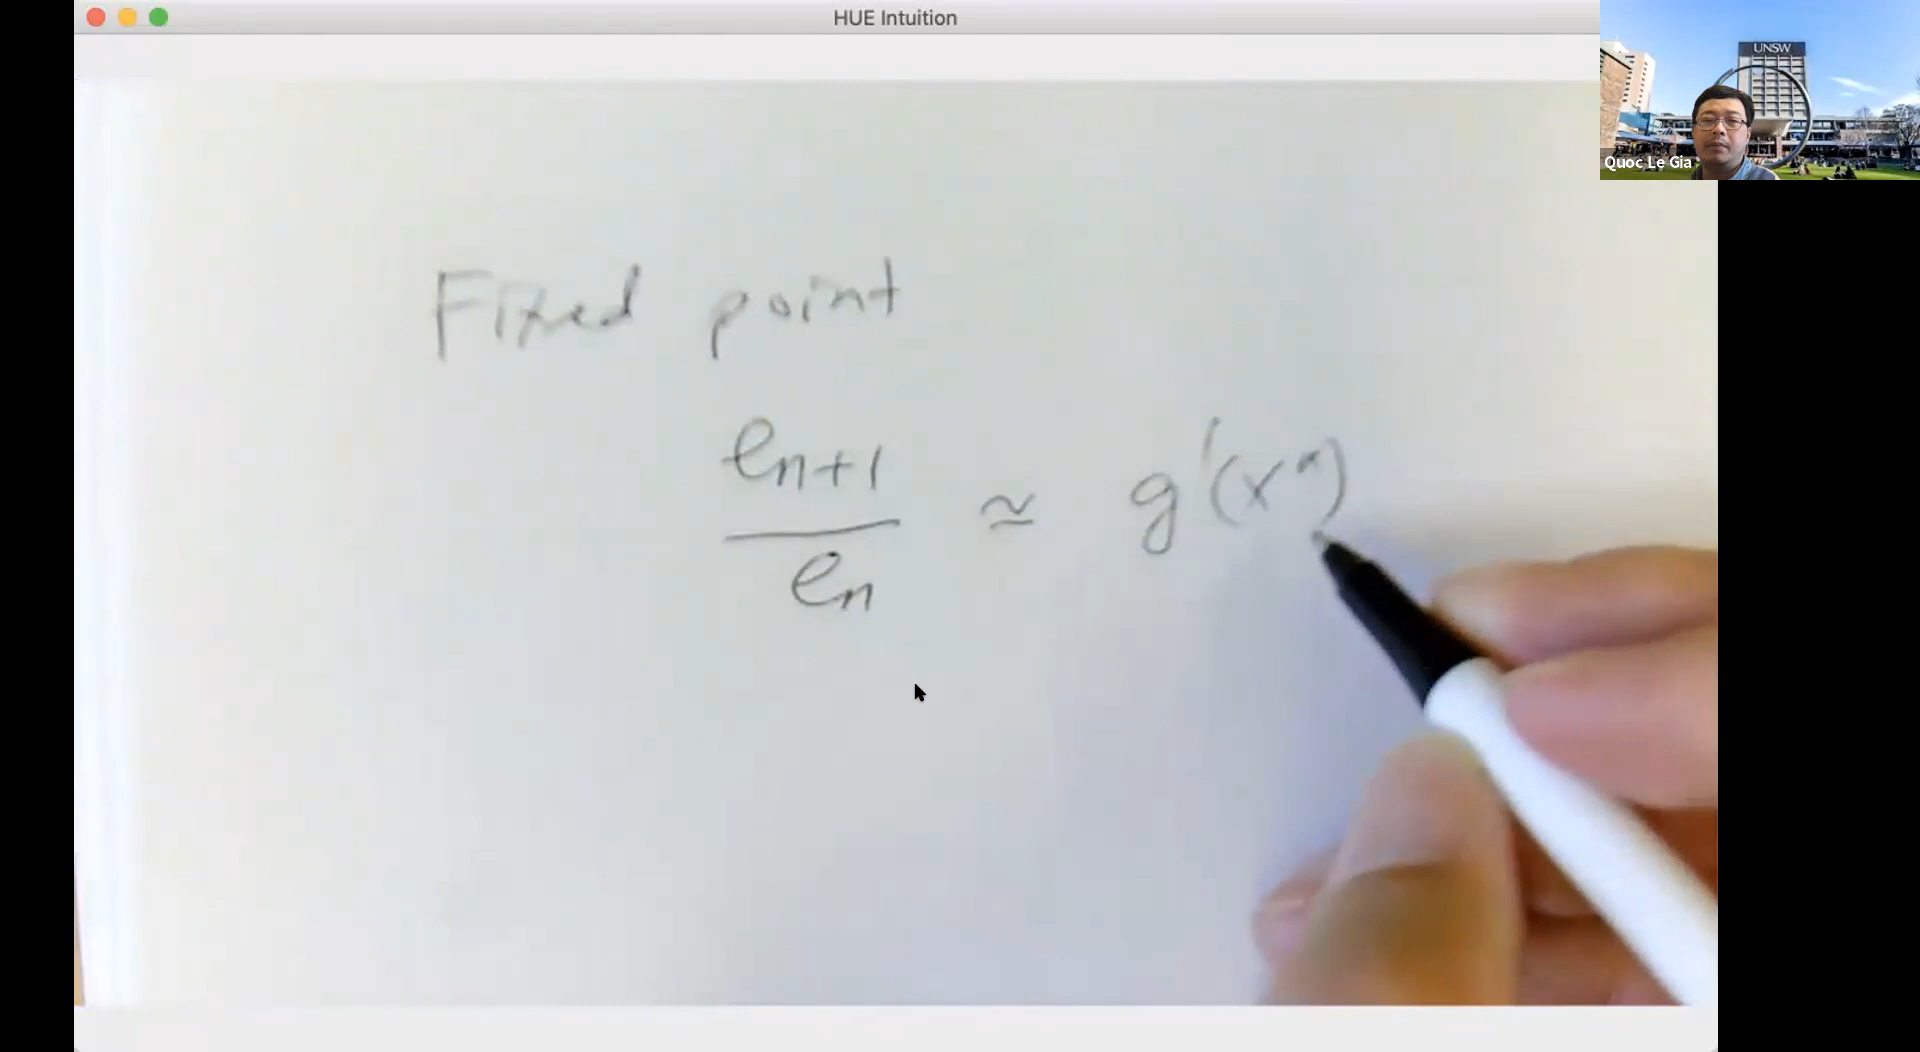 HUE Intuition
UNSW
Quoc Le Gia
Fixed point
e_{n+1} / e_n ≃ g'(x*)